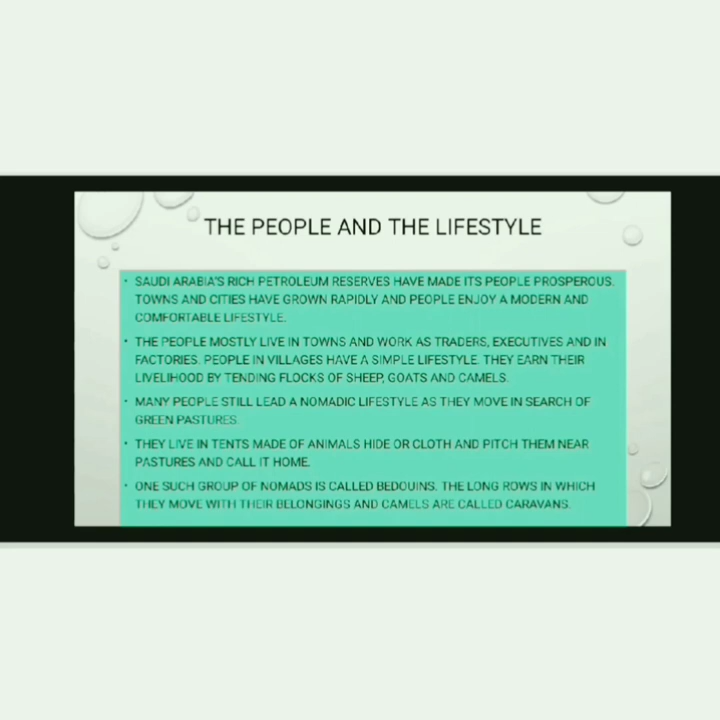 THE PEOPLE AND THE LIFESTYLE
• SAUDI ARABIA'S RICH PETROLEUM RESERVES HAVE MADE ITS PEOPLE PROSPEROUS.
TOWNS AND CITIES HAVE GROWN RAPIDLY AND PEOPLE ENJOY A MODERN AND
COMFORTABLE LIFESTYLE.
• THE PEOPLE MOSTLY LIVE IN TOWNS AND WORK AS TRADERS, EXECUTIVES AND IN
FACTORIES. PEOPLE IN VILLAGES HAVE A SIMPLE LIFESTYLE. THEY EARN THEIR
LIVELIHOOD BY TENDING FLOCKS OF SHEEP, GOATS AND CAMELS.
• MANY PEOPLE STILL LEAD A NOMADIC LIFESTYLE AS THEY MOVE IN SEARCH OF
GREEN PASTURES.
• THEY LIVE IN TENTS MADE OF ANIMALS HIDE OR CLOTH AND PITCH THEM NEAR
PASTURES AND CALL IT HOME.
• ONE SUCH GROUP OF NOMADS IS CALLED BEDOUINS. THE LONG ROWS IN WHICH
THEY MOVE WITH THEIR BELONGINGS AND CAMELS ARE CALLED CARAVANS.